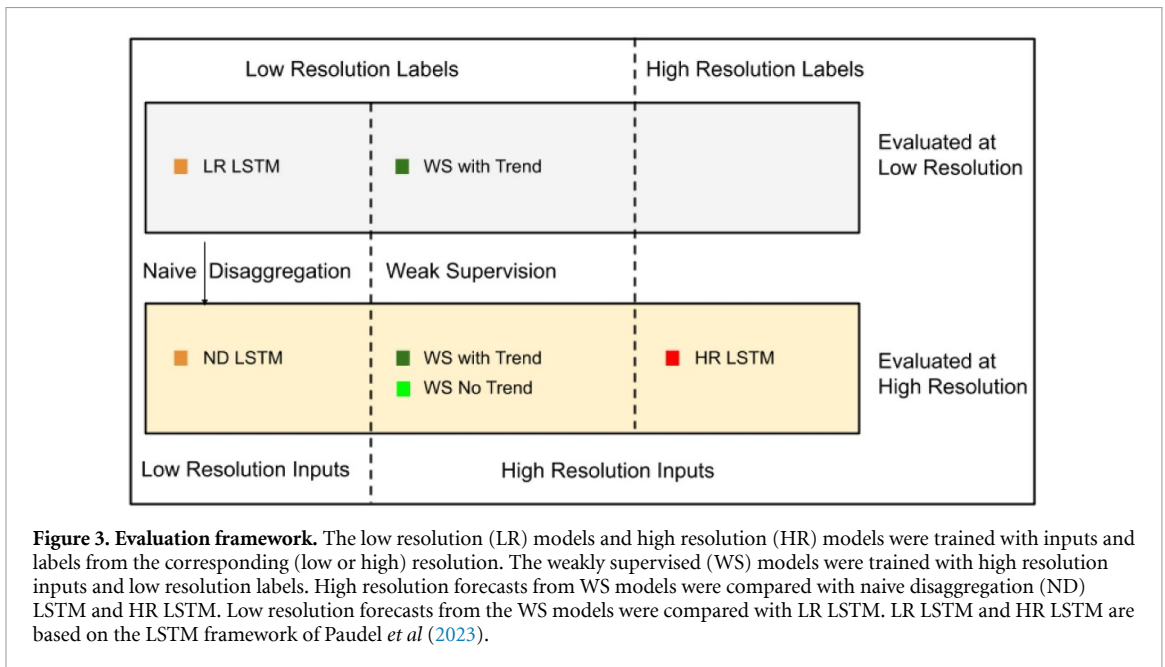 Low Resolution Labels
High Resolution Labels
LR LSTM
WS with Trend
Evaluated at
Low Resolution
Naive Disaggregation
Weak Supervision
ND LSTM
WS with Trend
WS No Trend
HR LSTM
Evaluated at
High Resolution
Low Resolution Inputs
High Resolution Inputs
Figure 3. Evaluation framework. The low resolution (LR) models and high resolution (HR) models were trained with inputs and
labels from the corresponding (low or high) resolution. The weakly supervised (WS) models were trained with high resolution
inputs and low resolution labels. High resolution forecasts from WS models were compared with naive disaggregation (ND)
LSTM and HR LSTM. Low resolution forecasts from the WS models were compared with LR LSTM. LR LSTM and HR LSTM are
based on the LSTM framework of Paudel et al (2023).